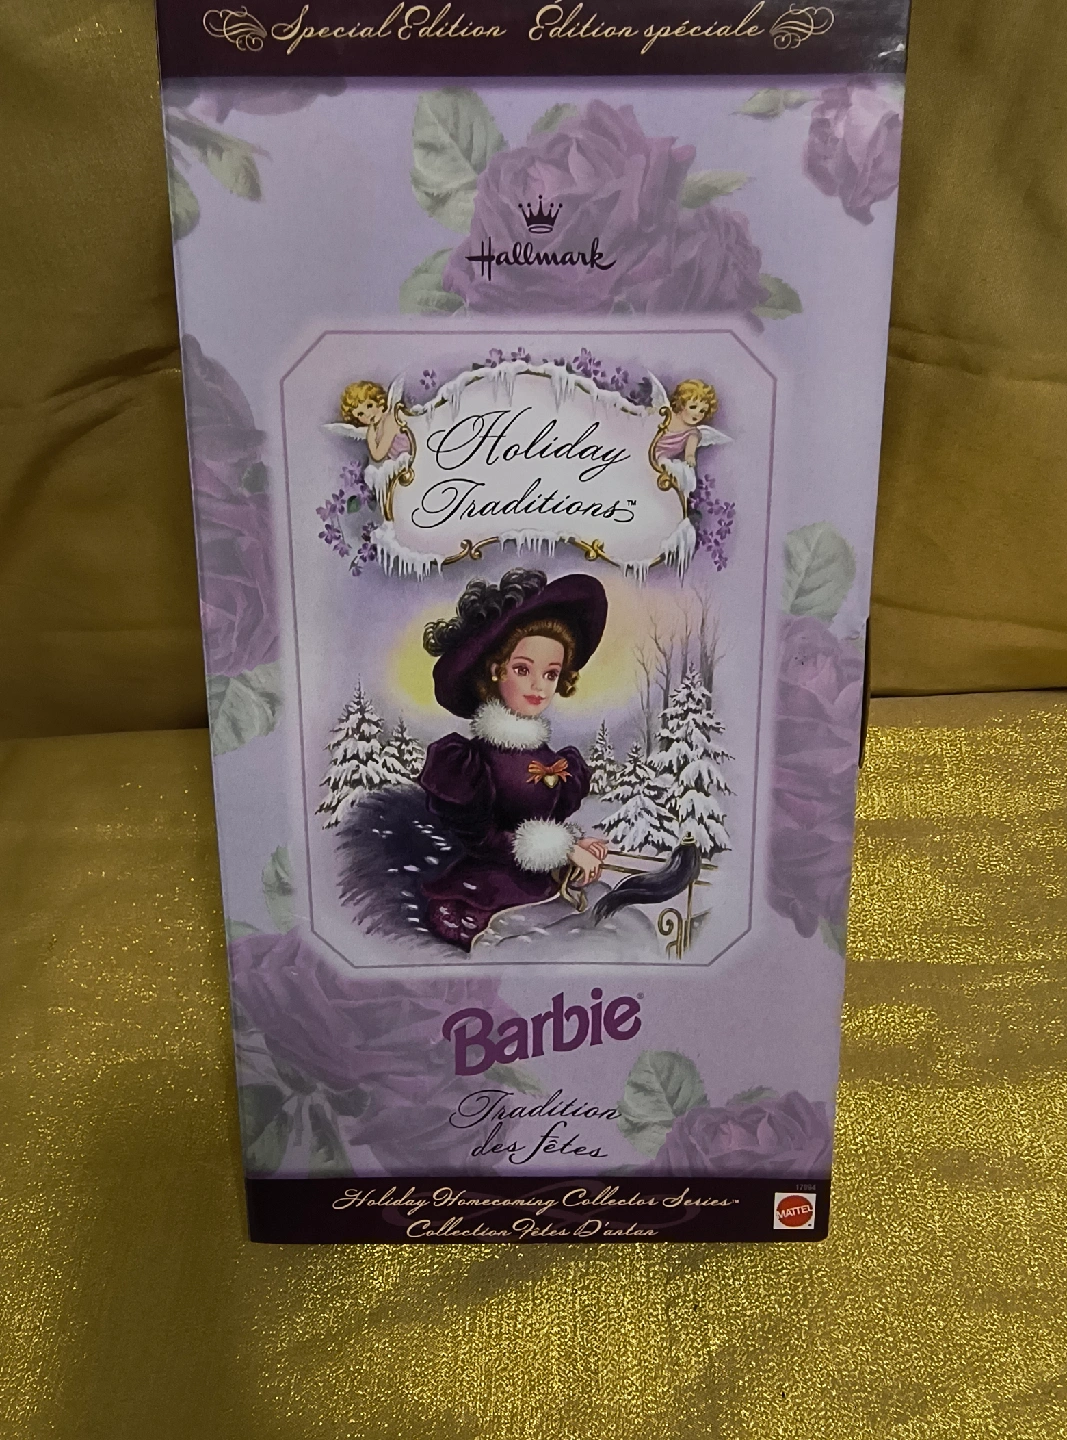 Special Edition Édition spéciale
Hallmark
Holiday
Traditions™
Barbie®
Tradition
des fêtes
Holiday Homecoming Collector Series™
Collection Fêtes D'antan
MATTEL